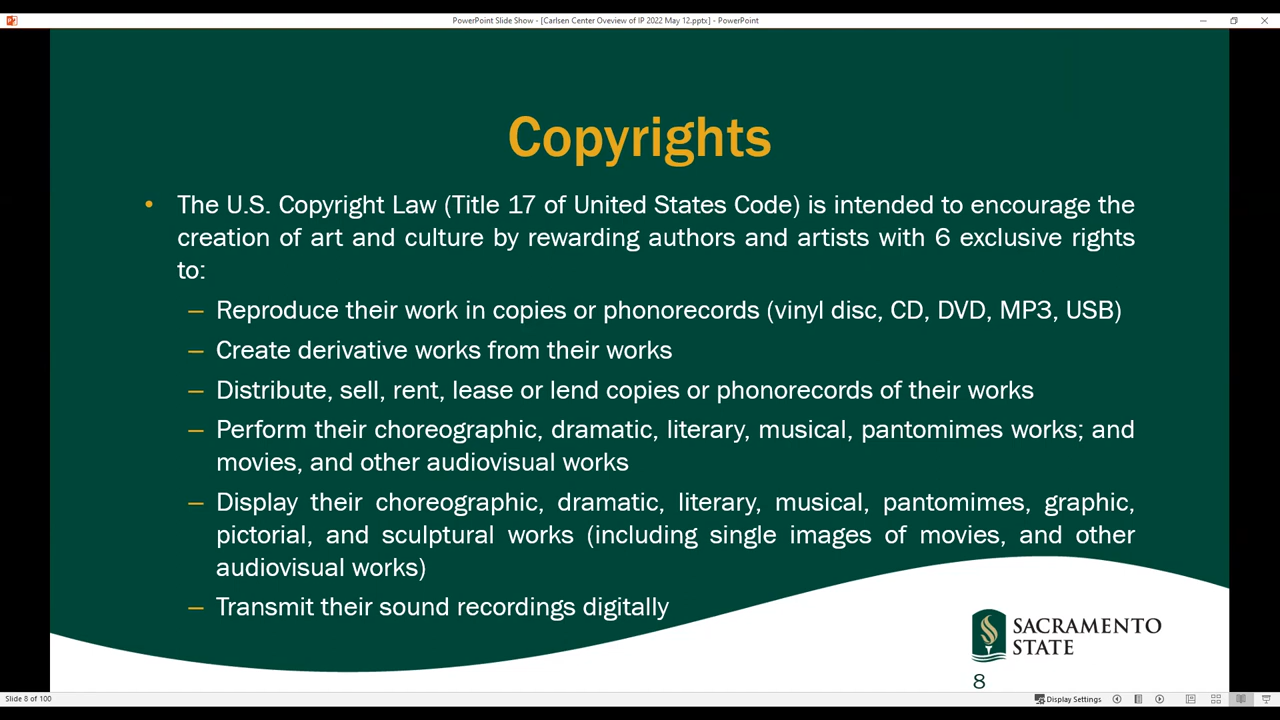 PowerPoint Slide Show - [Carlsen Center Oveview of IP 2022 May 12.pptx] - PowerPoint
Copyrights
• The U.S. Copyright Law (Title 17 of United States Code) is intended to encourage the
creation of art and culture by rewarding authors and artists with 6 exclusive rights
to:
– Reproduce their work in copies or phonorecords (vinyl disc, CD, DVD, MP3, USB)
– Create derivative works from their works
– Distribute, sell, rent, lease or lend copies or phonorecords of their works
– Perform their choreographic, dramatic, literary, musical, pantomimes works; and
movies, and other audiovisual works
– Display their choreographic, dramatic, literary, musical, pantomimes, graphic,
pictorial, and sculptural works (including single images of movies, and other
audiovisual works)
– Transmit their sound recordings digitally
SACRAMENTO
STATE
8
Slide 8 of 100
Display Settings